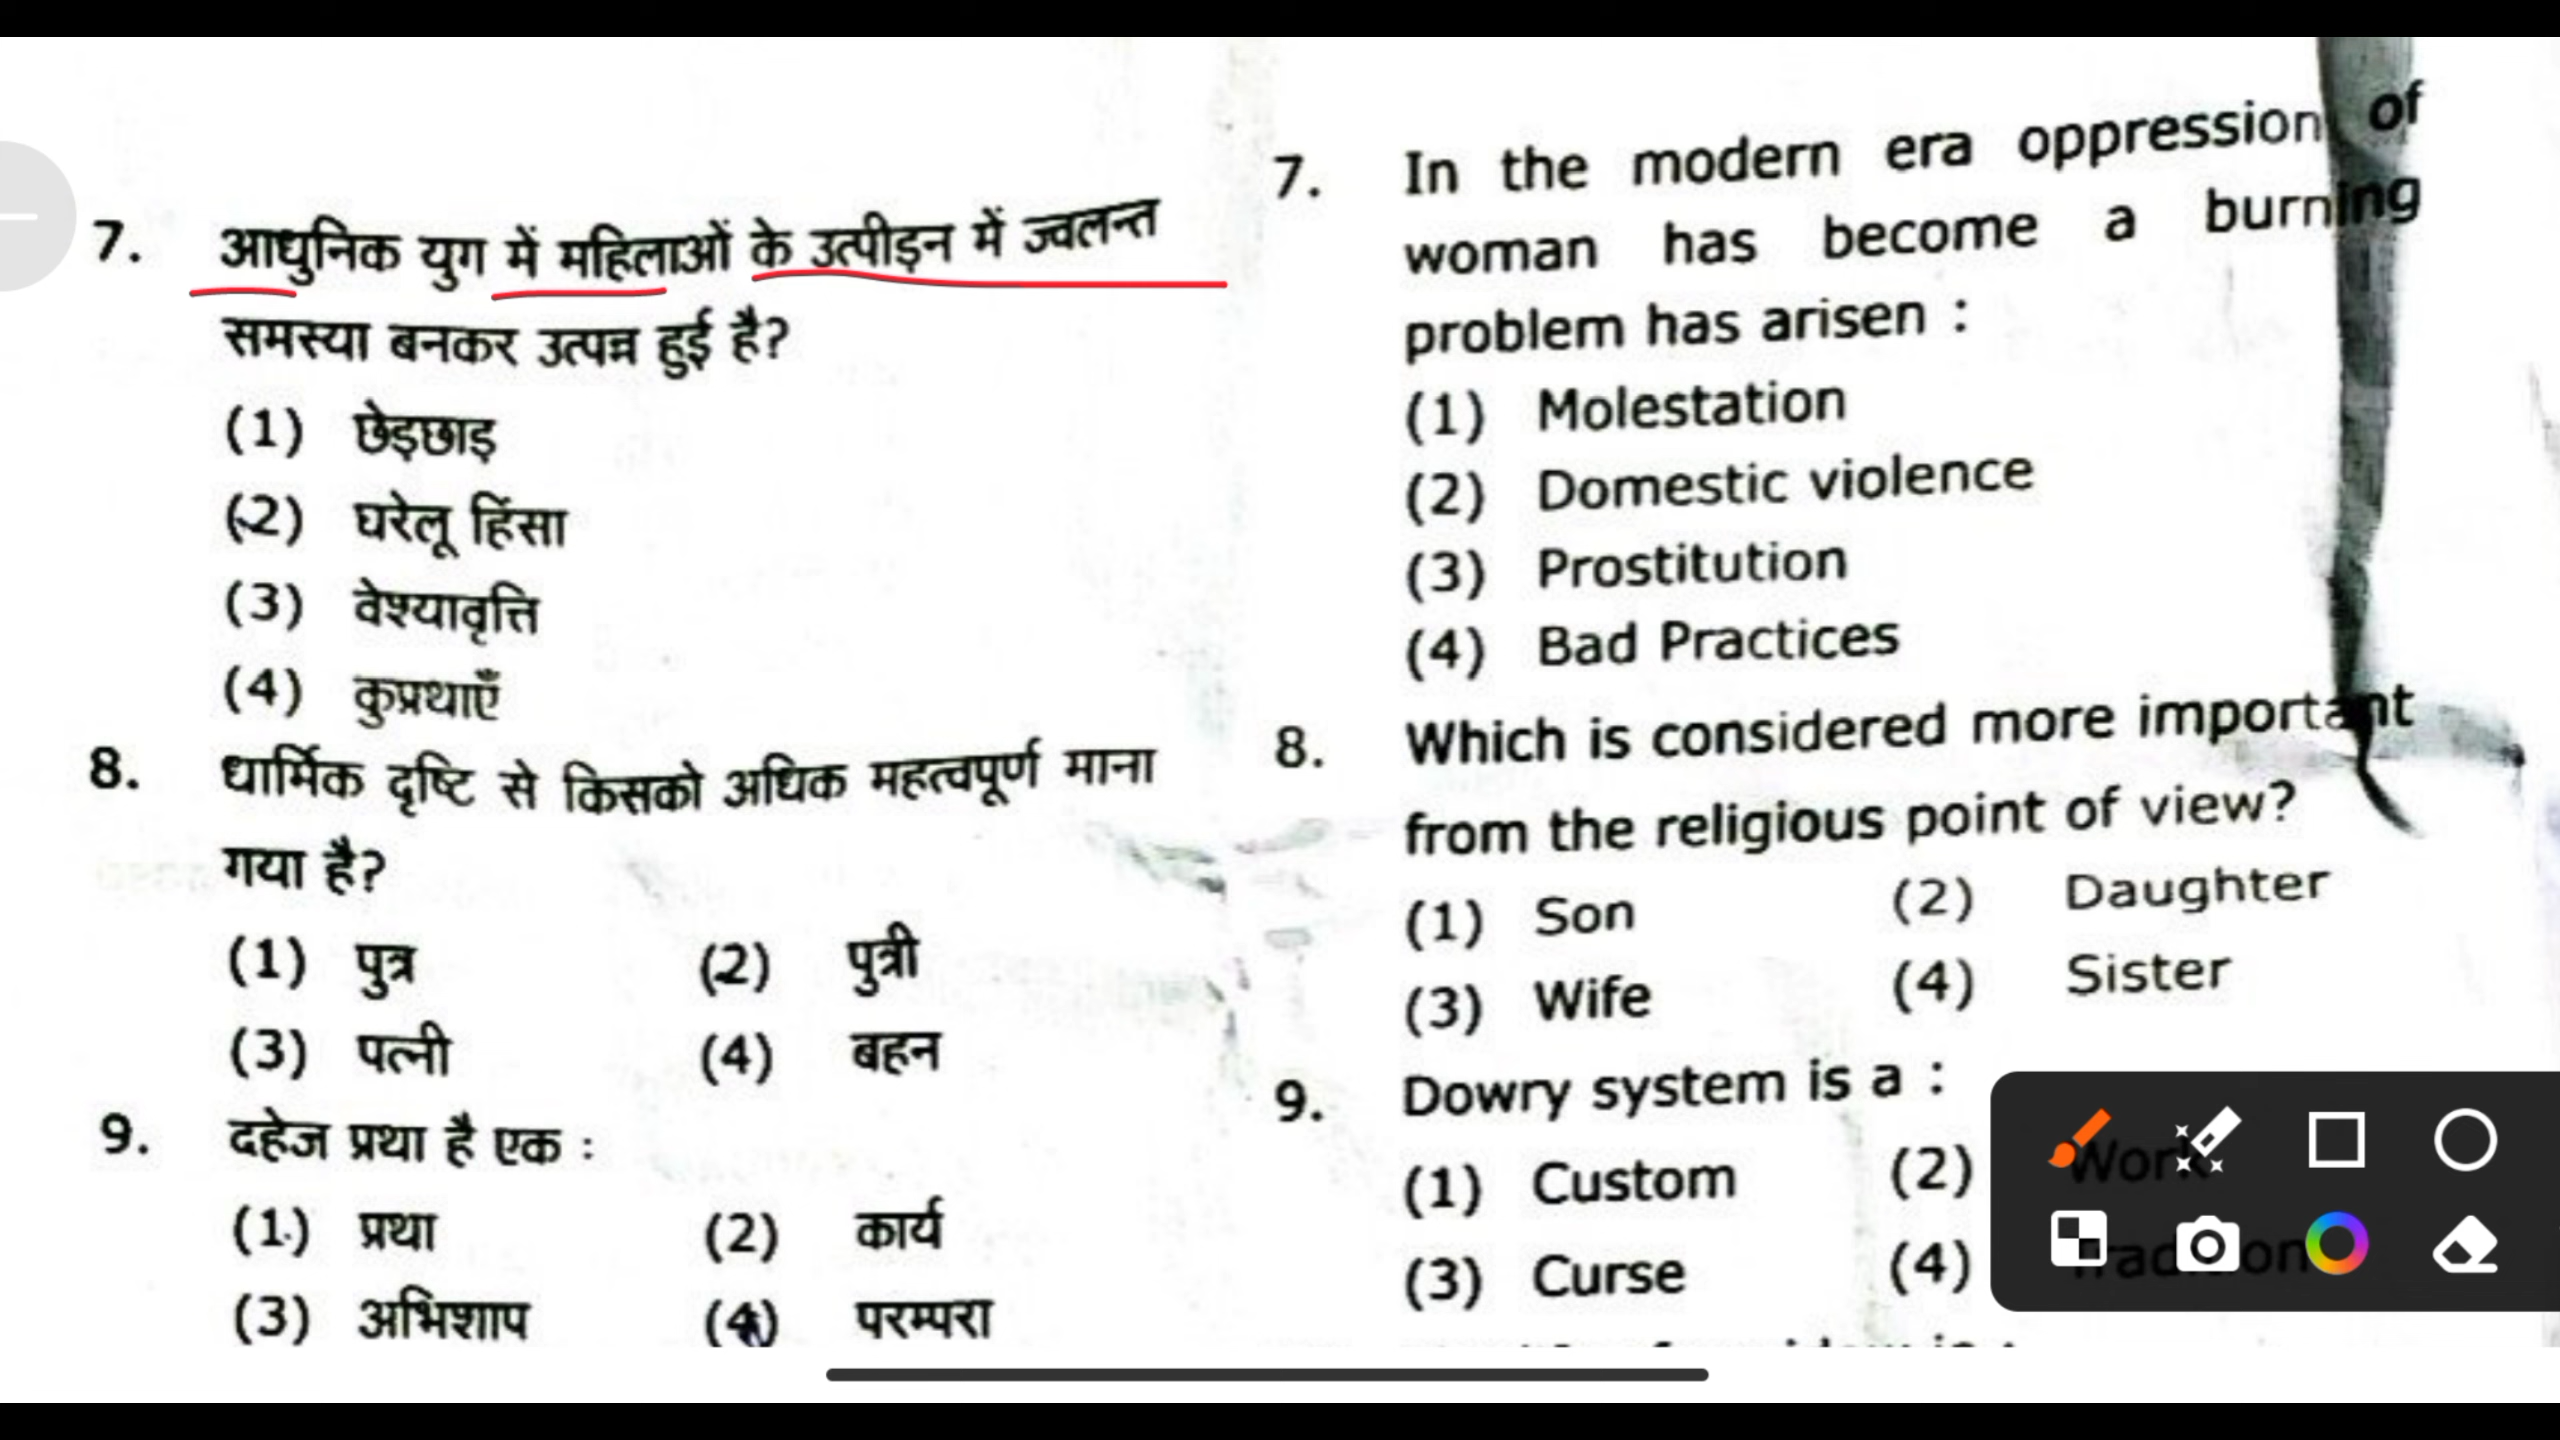 7. आधुनिक युग में महिलाओं के उत्पीड़न में ज्वलन्त
समस्या बनकर उत्पन्न हुई है?
(1) छेड़छाड़
(2) घरेलू हिंसा
(3) वेश्यावृत्ति
(4) कुप्रथाएँ
8. धार्मिक दृष्टि से किसको अधिक महत्वपूर्ण माना
गया है?
(1) पुत्र (2) पुत्री
(3) पत्नी (4) बहन
9. दहेज प्रथा है एक :
(1) प्रथा (2) कार्य
(3) अभिशाप (4) परम्परा
7. In the modern era oppression of
woman has become a burning
problem has arisen :
(1) Molestation
(2) Domestic violence
(3) Prostitution
(4) Bad Practices
8. Which is considered more important
from the religious point of view?
(1) Son (2) Daughter
(3) Wife (4) Sister
9. Dowry system is a :
(1) Custom (2) Work
(3) Curse (4) Tradition